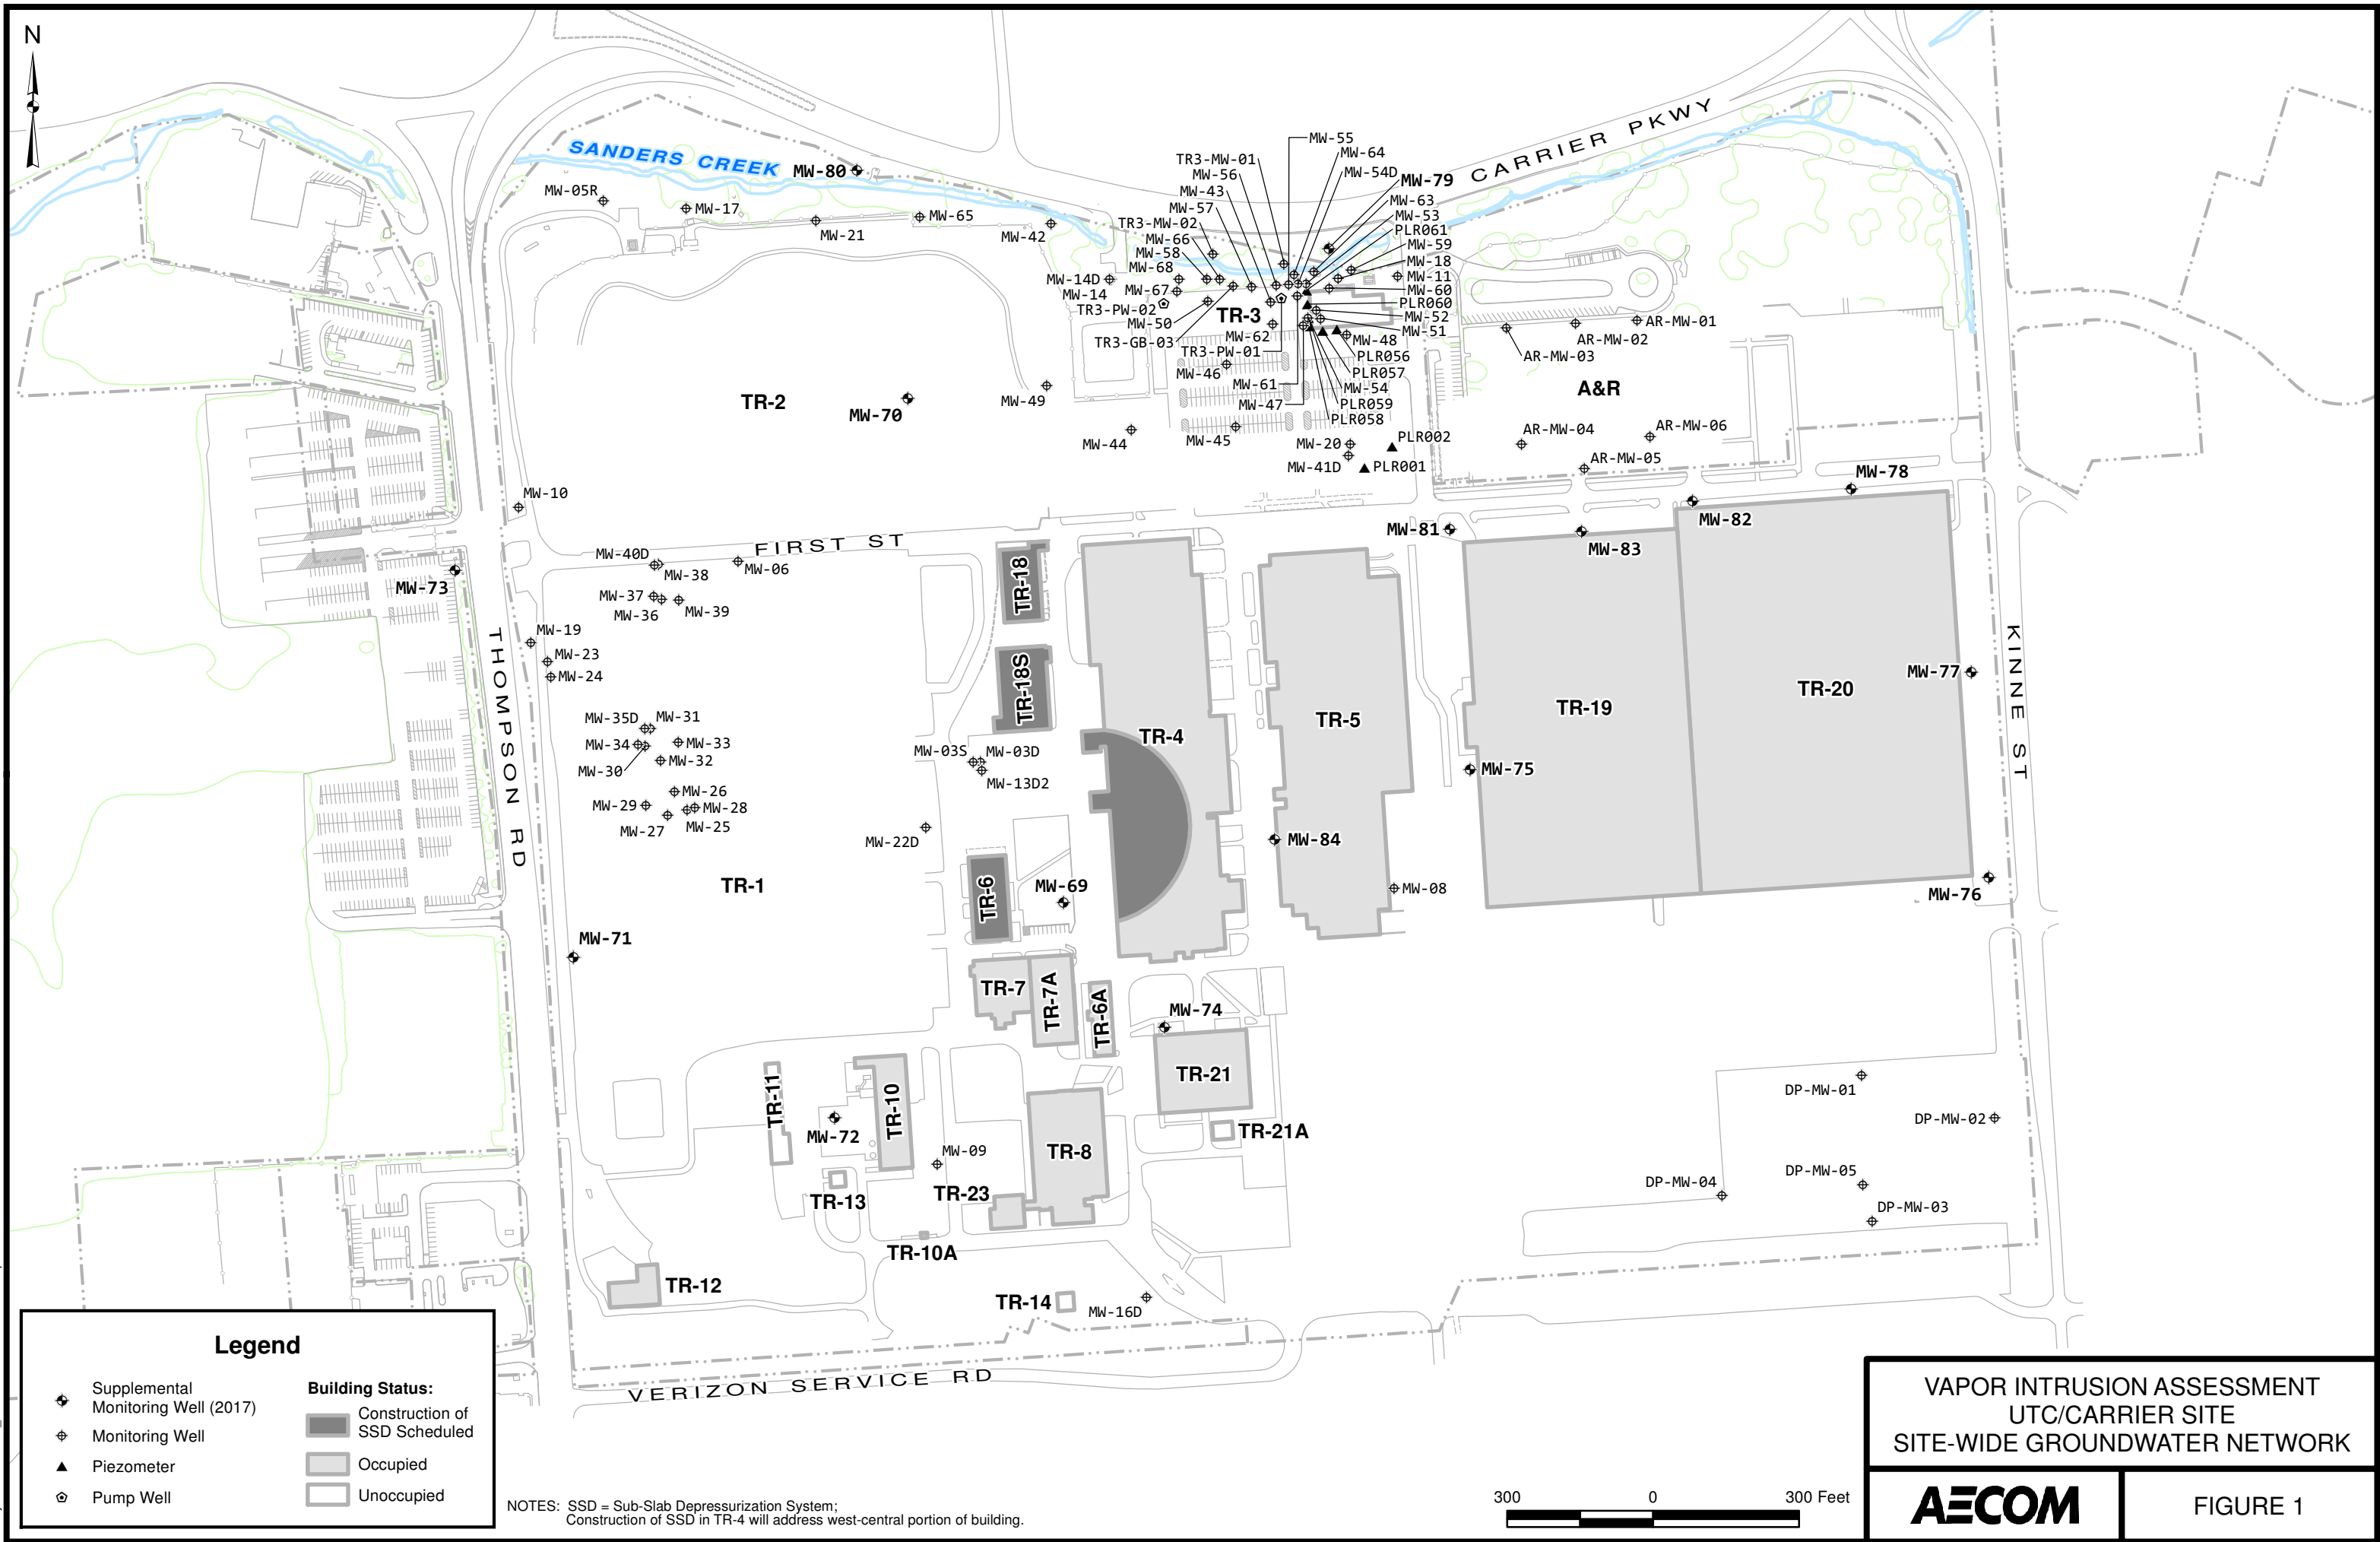 N
SANDERS CREEK
CARRIER PKWY
MW-80
MW-05R
MW-17
MW-21
MW-65
MW-42
MW-55
TR3-MW-01
MW-64
MW-56
MW-54D
MW-43
MW-79
MW-57
MW-63
TR3-MW-02
MW-53
MW-66
PLR061
MW-58
MW-59
MW-68
MW-18
MW-14D
MW-11
MW-14
MW-67
MW-60
TR3-PW-02
PLR060
MW-50
TR-3
MW-52
TR3-GB-03
MW-62
MW-51
TR3-PW-01
MW-48
MW-46
PLR056
MW-61
PLR057
MW-47
MW-54
PLR059
PLR058
AR-MW-01
AR-MW-02
AR-MW-03
A&R
TR-2
MW-70
MW-49
MW-44
MW-45
MW-20
PLR002
MW-41D
PLR001
AR-MW-04
AR-MW-06
AR-MW-05
MW-78
MW-10
MW-82
MW-81
MW-83
FIRST ST
MW-40D
MW-38
MW-06
MW-73
MW-37
MW-36
MW-39
TR-18
MW-19
MW-23
MW-24
THOMPSON RD
KINNE ST
TR-18S
MW-77
TR-20
TR-19
TR-5
TR-4
MW-35D
MW-31
MW-34
MW-33
MW-30
MW-32
MW-03S
MW-03D
MW-13D2
MW-75
MW-26
MW-29
MW-28
MW-27
MW-25
MW-22D
MW-84
TR-1
TR-6
MW-69
MW-08
MW-76
MW-71
TR-7
TR-7A
TR-6A
MW-74
TR-21
TR-11
TR-10
MW-72
DP-MW-01
DP-MW-02
TR-21A
TR-8
MW-09
TR-13
TR-23
DP-MW-05
DP-MW-04
DP-MW-03
TR-10A
TR-12
TR-14
MW-16D
VERIZON SERVICE RD
Legend
Supplemental
Monitoring Well (2017)
Monitoring Well
Piezometer
Pump Well
Building Status:
Construction of
SSD Scheduled
Occupied
Unoccupied
NOTES: SSD = Sub-Slab Depressurization System;
Construction of SSD in TR-4 will address west-central portion of building.
300 0 300 Feet
VAPOR INTRUSION ASSESSMENT
UTC/CARRIER SITE
SITE-WIDE GROUNDWATER NETWORK
AECOM
FIGURE 1